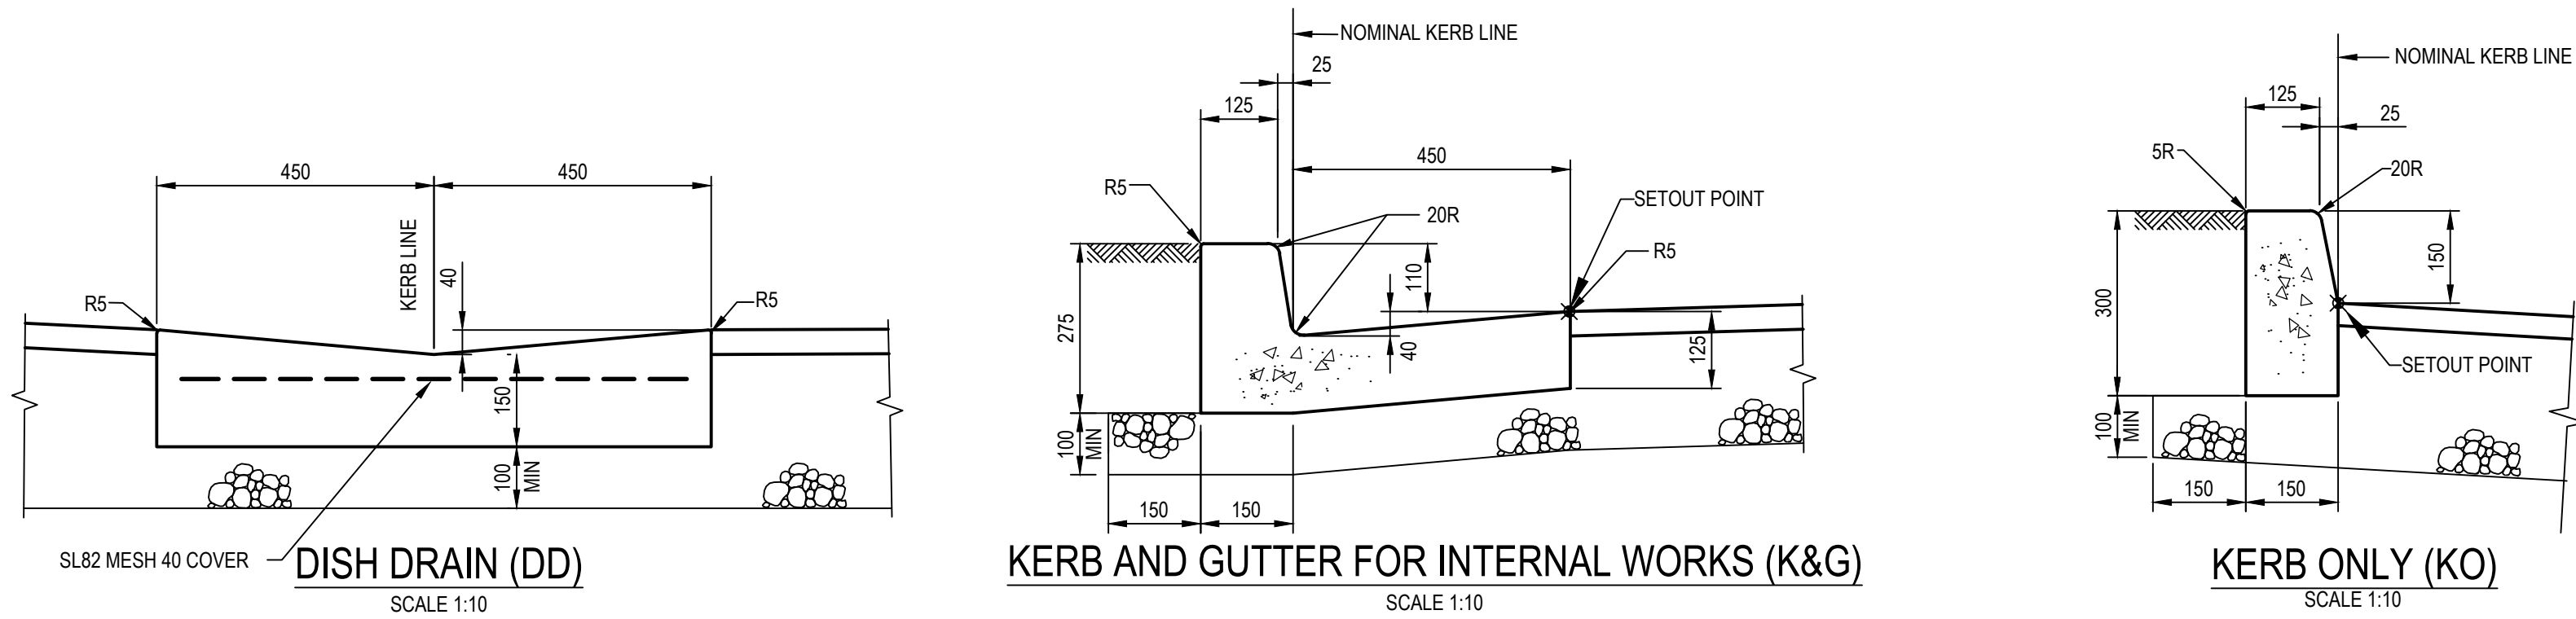 450
450
KERB LINE
40
R5
R5
150
100
MIN
SL82 MESH 40 COVER
DISH DRAIN (DD)
SCALE 1:10
NOMINAL KERB LINE
25
125
450
R5
SETOUT POINT
20R
R5
110
275
40
125
100
MIN
150
150
KERB AND GUTTER FOR INTERNAL WORKS (K&G)
SCALE 1:10
NOMINAL KERB LINE
125
25
5R
20R
150
300
SETOUT POINT
100
MIN
150
150
KERB ONLY (KO)
SCALE 1:10